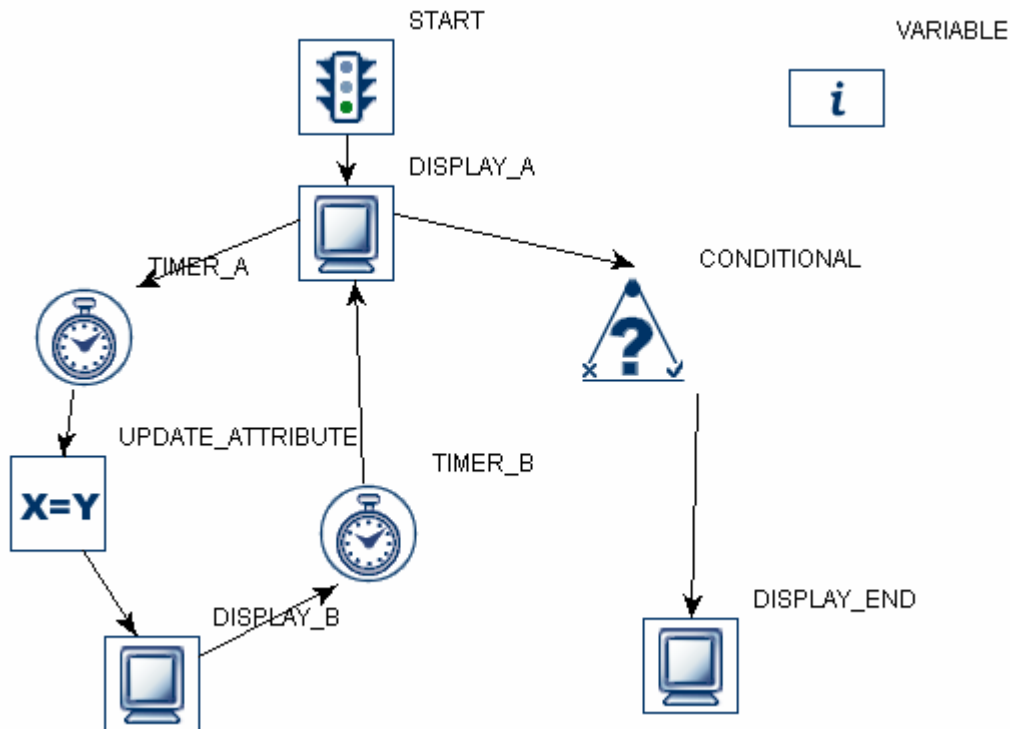 START
VARIABLE
i
DISPLAY_A
TIMER_A
CONDITIONAL
?
UPDATE_ATTRIBUTE
TIMER_B
X=Y
DISPLAY_B
DISPLAY_END